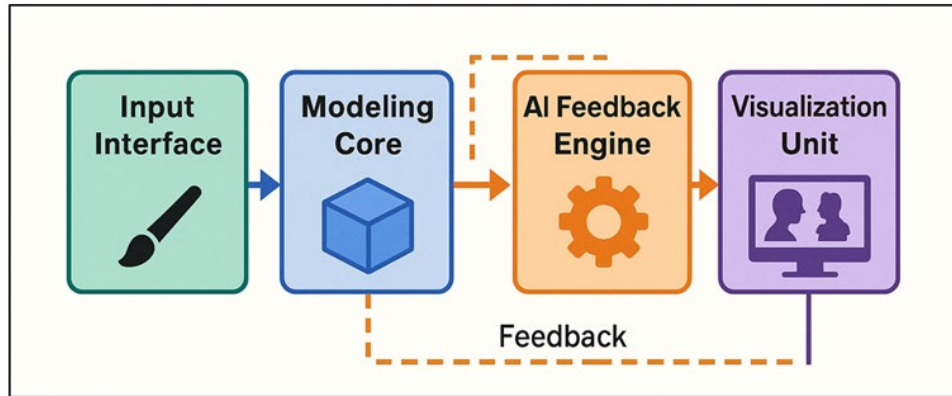 Input
Interface
Modeling
Core
AI Feedback
Engine
Visualization
Unit
Feedback